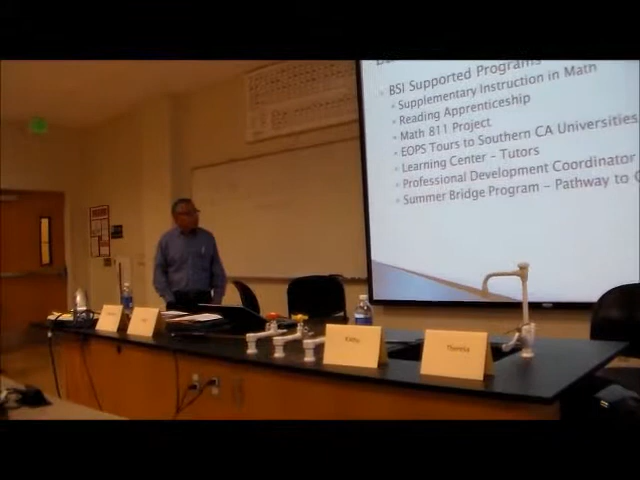 BSI Supported Programs
Supplementary Instruction in Math
Reading Apprenticeship
Math 811 Project
EOPS Tours to Southern CA Universities
Learning Center - Tutors
Professional Development Coordinator
Summer Bridge Program – Pathway to
Kathy
Theresa